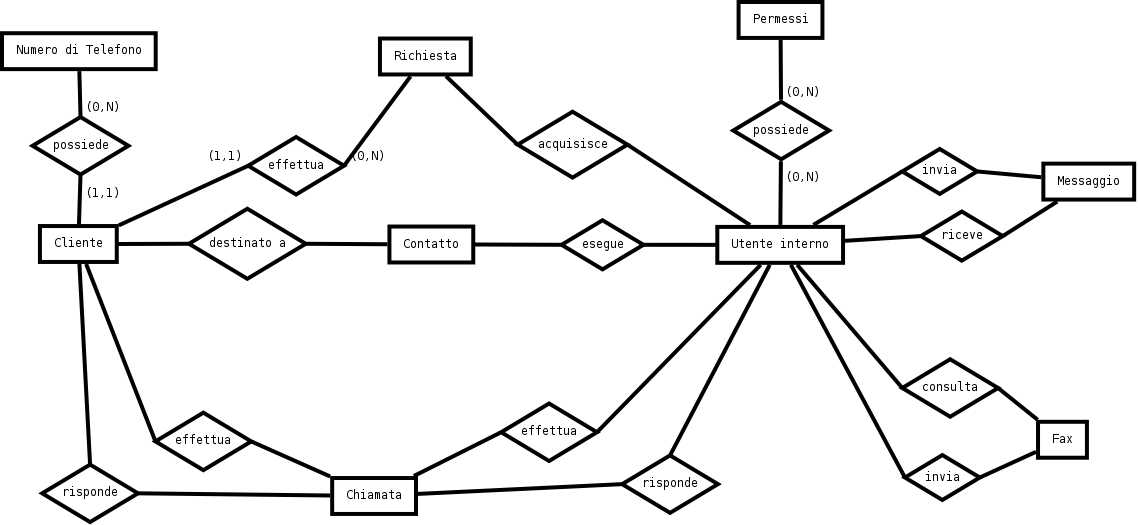 Permessi
Numero di Telefono
Richiesta
(0,N)
(0,N)
possiede
possiede
acquisisce
(1,1)
effettua
(0,N)
invia
Messaggio
(1,1)
(0,N)
Cliente
destinato a
Contatto
esegue
Utente interno
riceve
consulta
effettua
effettua
Fax
invia
risponde
Chiamata
risponde